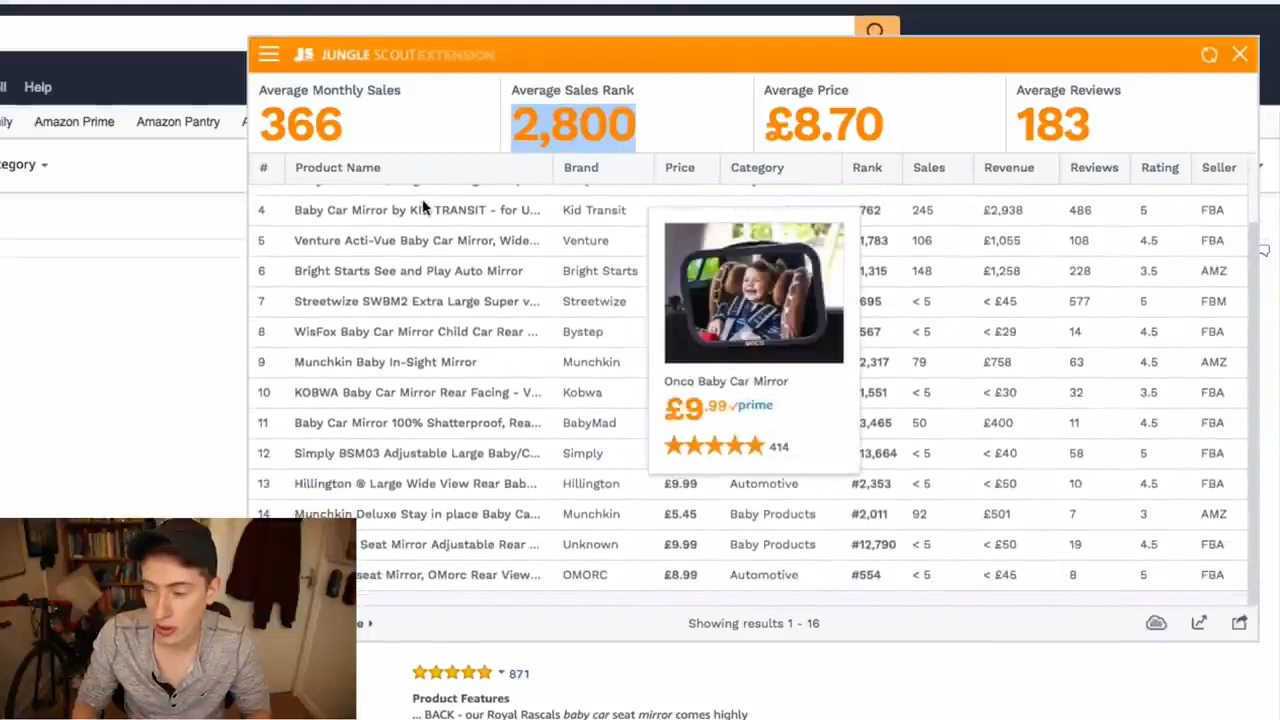 ll Help
ily Amazon Prime Amazon Pantry
tegory
JS JUNGLE SCOUT EXTENSION
Average Monthly Sales Average Sales Rank Average Price Average Reviews
366 2,800 £8.70 183
# Product Name Brand Price Category Rank Sales Revenue Reviews Rating Seller
4 Baby Car Mirror by KID TRANSIT - for U... Kid Transit 762 245 £2,938 486 5 FBA
5 Venture Acti-Vue Baby Car Mirror, Wide... Venture 1,783 106 £1,055 108 4.5 FBA
6 Bright Starts See and Play Auto Mirror Bright Starts 1,315 148 £1,258 228 3.5 AMZ
7 Streetwize SWBM2 Extra Large Super v... Streetwize 695 < 5 < £45 577 5 FBM
8 WisFox Baby Car Mirror Child Car Rear ... Bystep 567 < 5 < £29 14 4.5 FBA
9 Munchkin Baby In-Sight Mirror Munchkin 2,317 79 £758 63 4.5 AMZ
10 KOBWA Baby Car Mirror Rear Facing - V... Kobwa 1,551 < 5 < £30 32 3.5 FBA
11 Baby Car Mirror 100% Shatterproof, Rea... BabyMad 3,465 50 £400 11 4.5 FBA
12 Simply BSM03 Adjustable Large Baby/C... Simply 13,664 < 5 < £40 58 5 FBA
13 Hillington ® Large Wide View Rear Bab... Hillington £9.99 Automotive #2,353 < 5 < £50 10 4.5 FBA
14 Munchkin Deluxe Stay in place Baby Ca... Munchkin £5.45 Baby Products #2,011 92 £501 7 3 AMZ
Seat Mirror Adjustable Rear ... Unknown £9.99 Baby Products #12,790 < 5 < £50 19 4.5 FBA
seat Mirror, OMorc Rear View... OMORC £8.99 Automotive #554 < 5 < £45 8 5 FBA
Onco Baby Car Mirror
£9.99 prime
414
Showing results 1 - 16
871
Product Features
... BACK - our Royal Rascals baby car seat mirror comes highly